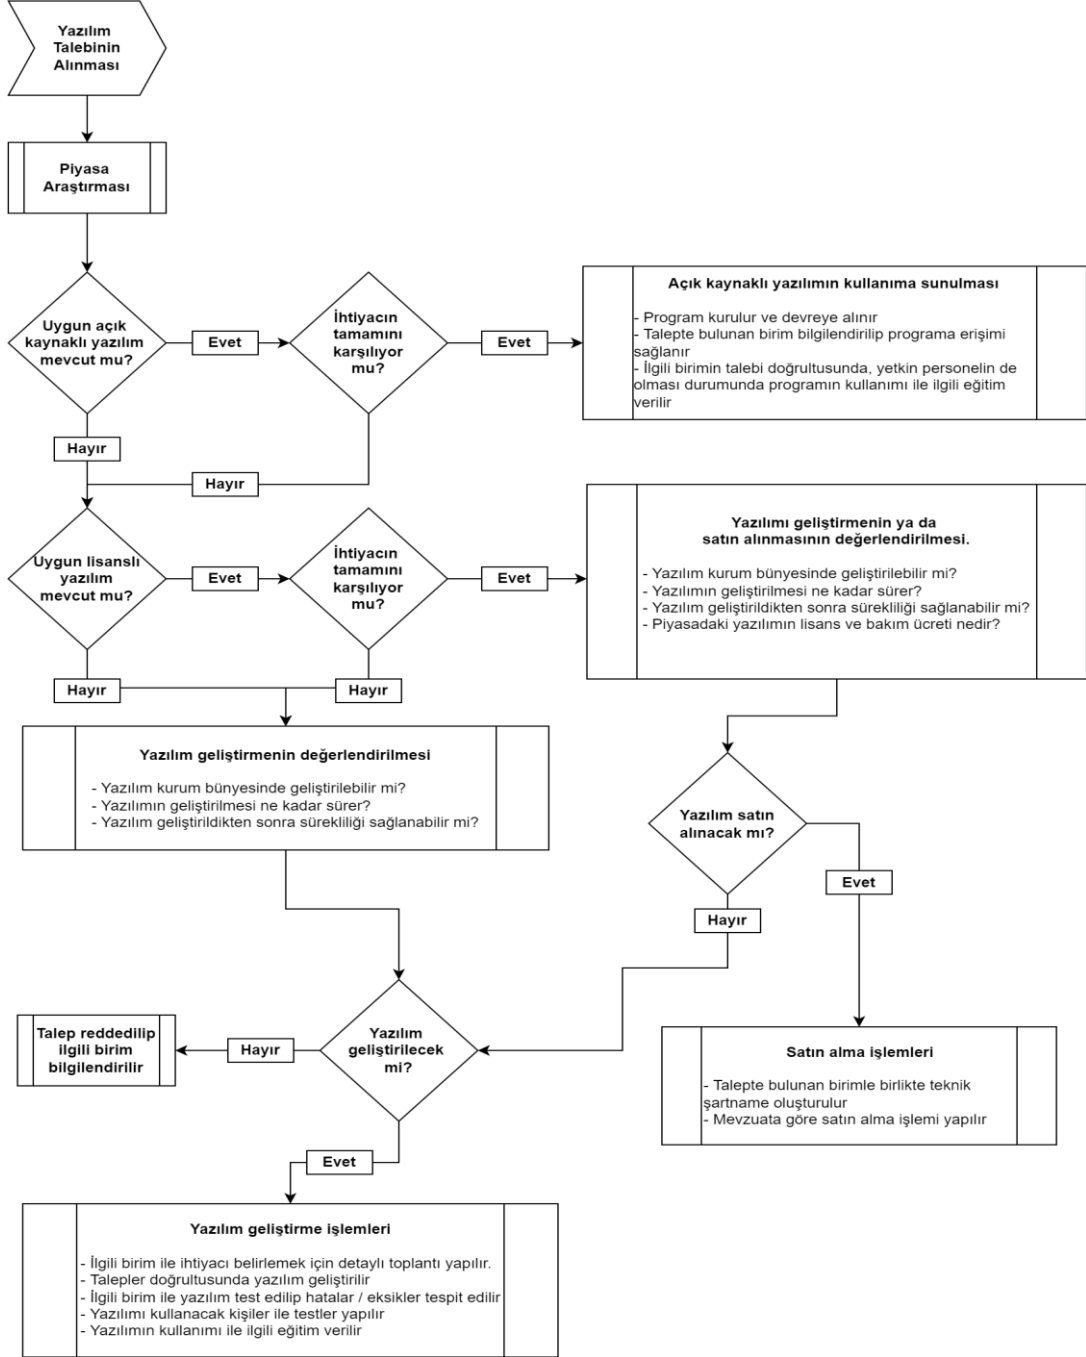 Yazılım
Talebinin
Alınması
Piyasa
Araştırması
Uygun açık
kaynaklı yazılım
mevcut mu?
Evet
İhtiyacın
tamamını
karşılıyor
mu?
Evet
Açık kaynaklı yazılımın kullanıma sunulması
- Program kurulur ve devreye alınır
- Talepte bulunan birim bilgilendirilip programa erişimi
sağlanır
- İlgili birimin talebi doğrultusunda, yetkin personelin de
olması durumunda programın kullanımı ile ilgili eğitim
verilir
Hayır
Hayır
Uygun lisanslı
yazılım
mevcut mu?
Evet
İhtiyacın
tamamını
karşılıyor
mu?
Evet
Yazılımı geliştirmenin ya da
satın alınmasının değerlendirilmesi.
- Yazılım kurum bünyesinde geliştirilebilir mi?
- Yazılımın geliştirilmesi ne kadar sürer?
- Yazılım geliştirildikten sonra sürekliliği sağlanabilir mi?
- Piyasadaki yazılımın lisans ve bakım ücreti nedir?
Hayır
Hayır
Yazılım geliştirmenin değerlendirilmesi
- Yazılım kurum bünyesinde geliştirilebilir mi?
- Yazılımın geliştirilmesi ne kadar sürer?
- Yazılım geliştirildikten sonra sürekliliği sağlanabilir mi?
Yazılım satın
alınacak mı?
Evet
Hayır
Yazılım
geliştirilecek
mi?
Hayır
Talep reddedilip
ilgili birim
bilgilendirilir
Satın alma işlemleri
- Talepte bulunan birimle birlikte teknik
şartname oluşturulur
- Mevzuata göre satın alma işlemi yapılır
Evet
Yazılım geliştirme işlemleri
- İlgili birim ile ihtiyacı belirlemek için detaylı toplantı yapılır.
- Talepler doğrultusunda yazılım geliştirilir
- İlgili birim ile yazılım test edilip hatalar / eksikler tespit edilir
- Yazılımı kullanacak kişiler ile testler yapılır
- Yazılımın kullanımı ile ilgili eğitim verilir